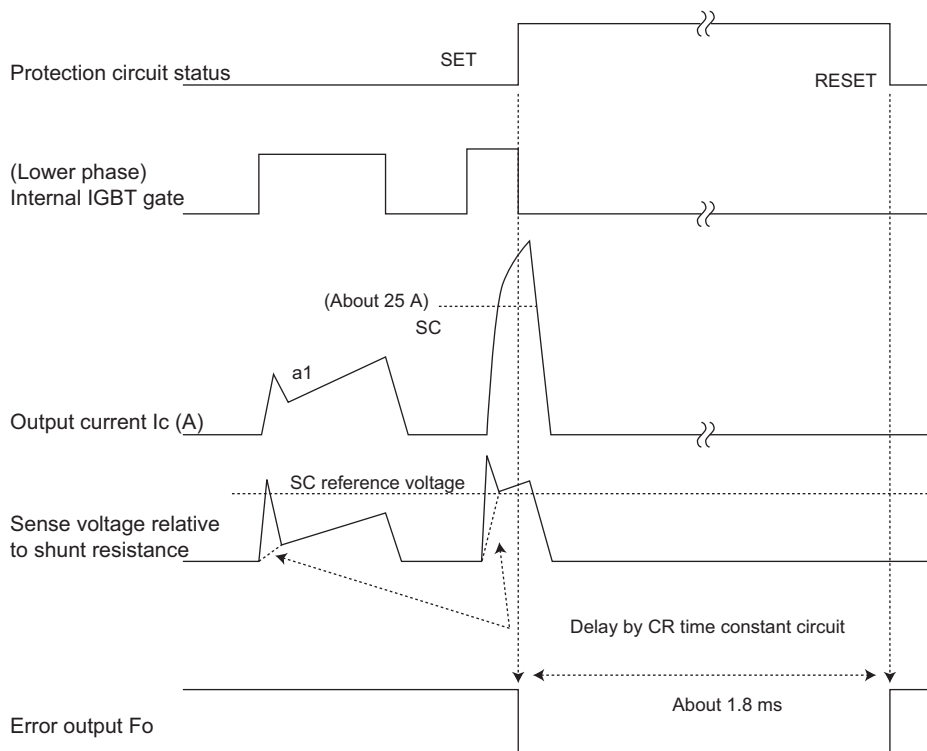 SET
Protection circuit status
RESET
(Lower phase)
Internal IGBT gate
(About 25 A)
SC
a1
Output current Ic (A)
SC reference voltage
Sense voltage relative
to shunt resistance
Delay by CR time constant circuit
About 1.8 ms
Error output Fo